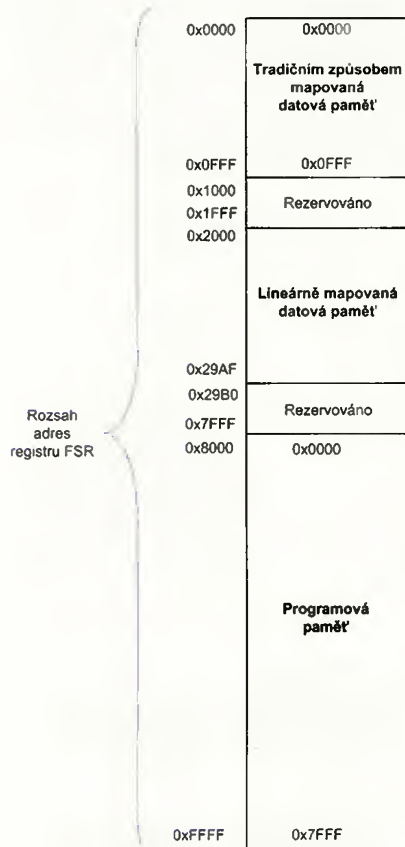 0x0000 0x0000
Tradičním způsobem
mapovaná
datová paměť
0x0FFF 0x0FFF
0x1000
Rezervováno
0x1FFF
0x2000
Lineárně mapovaná
datová paměť
0x29AF
0x29B0
Rezervováno
0x7FFF
Rozsah
adres
registru FSR
0x8000 0x0000
Programová
paměť
0xFFFF 0x7FFF